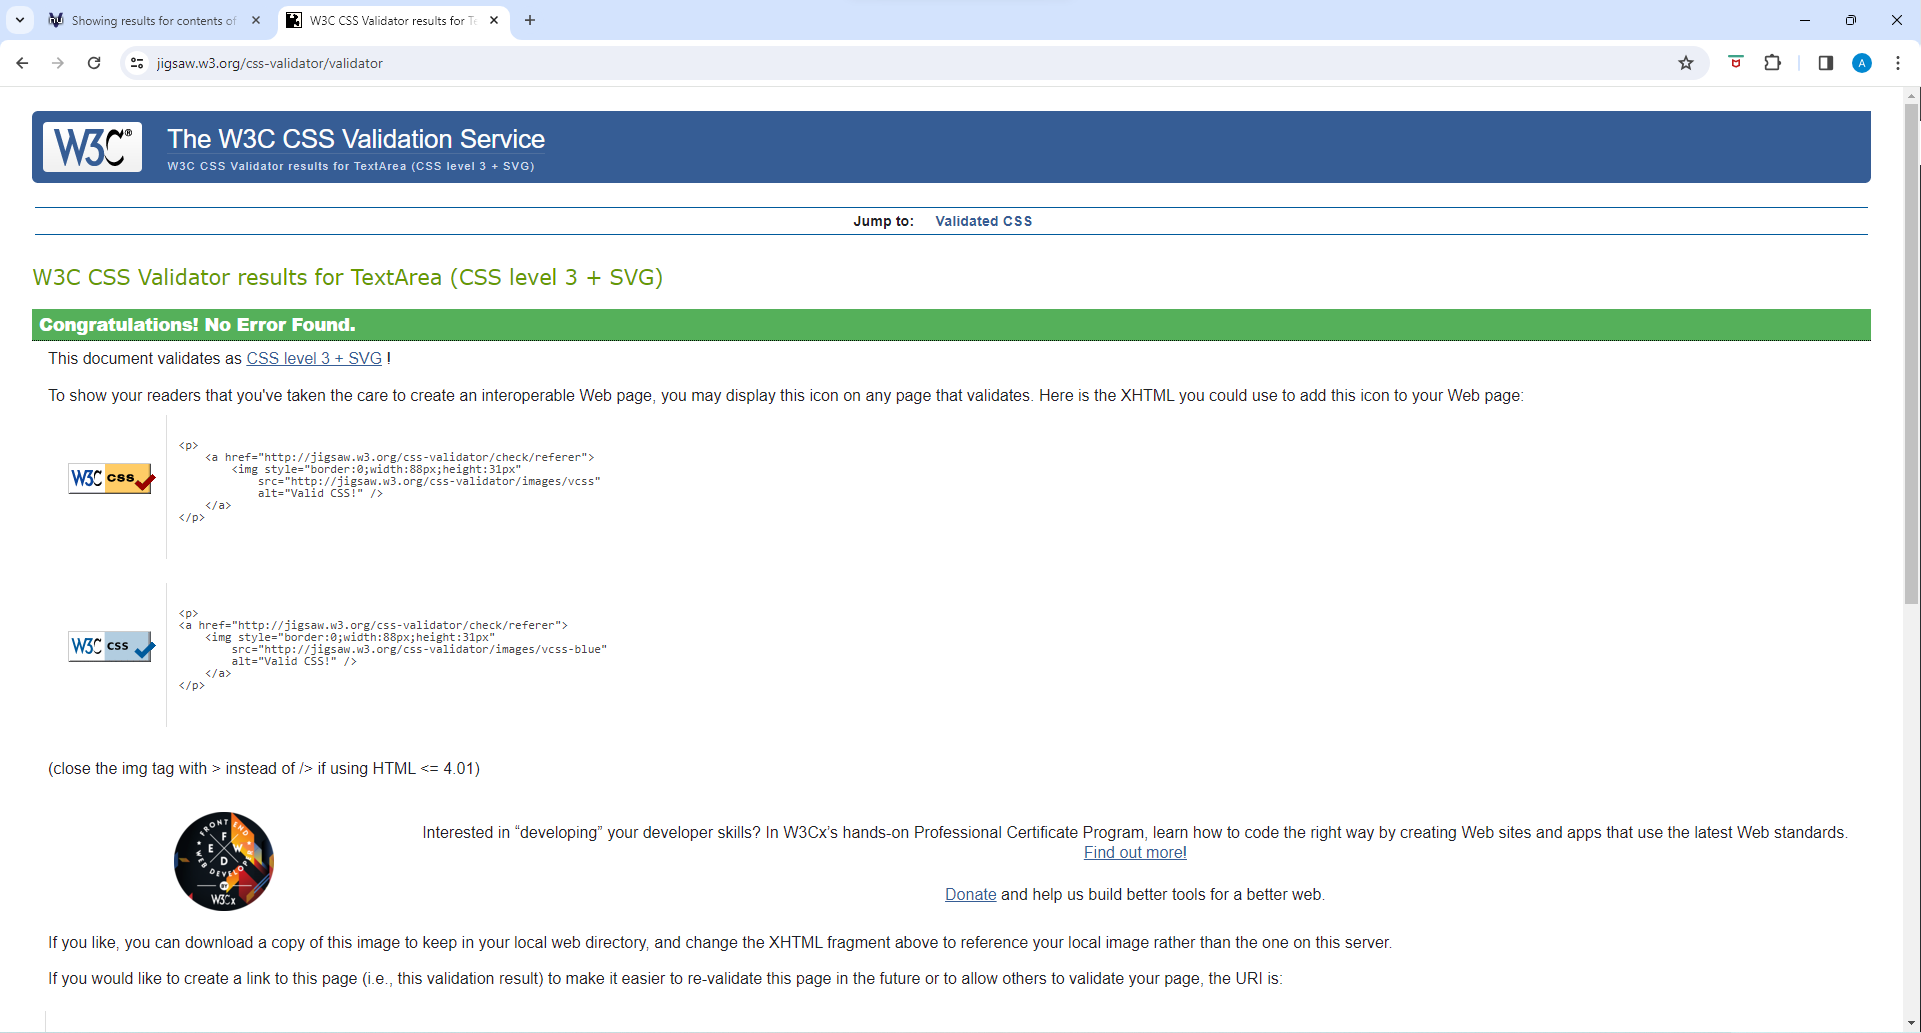 Showing results for contents of
W3C CSS Validator results for Te
jigsaw.w3.org/css-validator/validator
A
W3C®
The W3C CSS Validation Service
W3C CSS Validator results for TextArea (CSS level 3 + SVG)
Jump to: Validated CSS
W3C CSS Validator results for TextArea (CSS level 3 + SVG)
Congratulations! No Error Found.
This document validates as CSS level 3 + SVG !
To show your readers that you've taken the care to create an interoperable Web page, you may display this icon on any page that validates. Here is the XHTML you could use to add this icon to your Web page:
W3C CSS
<p>
<a href="http://jigsaw.w3.org/css-validator/check/referer">
<img style="border:0;width:88px;height:31px"
src="http://jigsaw.w3.org/css-validator/images/vcss"
alt="Valid CSS!" />
</a>
</p>
W3C CSS
<p>
<a href="http://jigsaw.w3.org/css-validator/check/referer">
<img style="border:0;width:88px;height:31px"
src="http://jigsaw.w3.org/css-validator/images/vcss-blue"
alt="Valid CSS!" />
</a>
</p>
(close the img tag with > instead of /> if using HTML <= 4.01)
FRONT END
F
E W
D
WEB DEVELOPER
BY
W3Cx
Interested in “developing” your developer skills? In W3Cx’s hands-on Professional Certificate Program, learn how to code the right way by creating Web sites and apps that use the latest Web standards.
Find out more!
Donate and help us build better tools for a better web.
If you like, you can download a copy of this image to keep in your local web directory, and change the XHTML fragment above to reference your local image rather than the one on this server.
If you would like to create a link to this page (i.e., this validation result) to make it easier to re-validate this page in the future or to allow others to validate your page, the URI is: